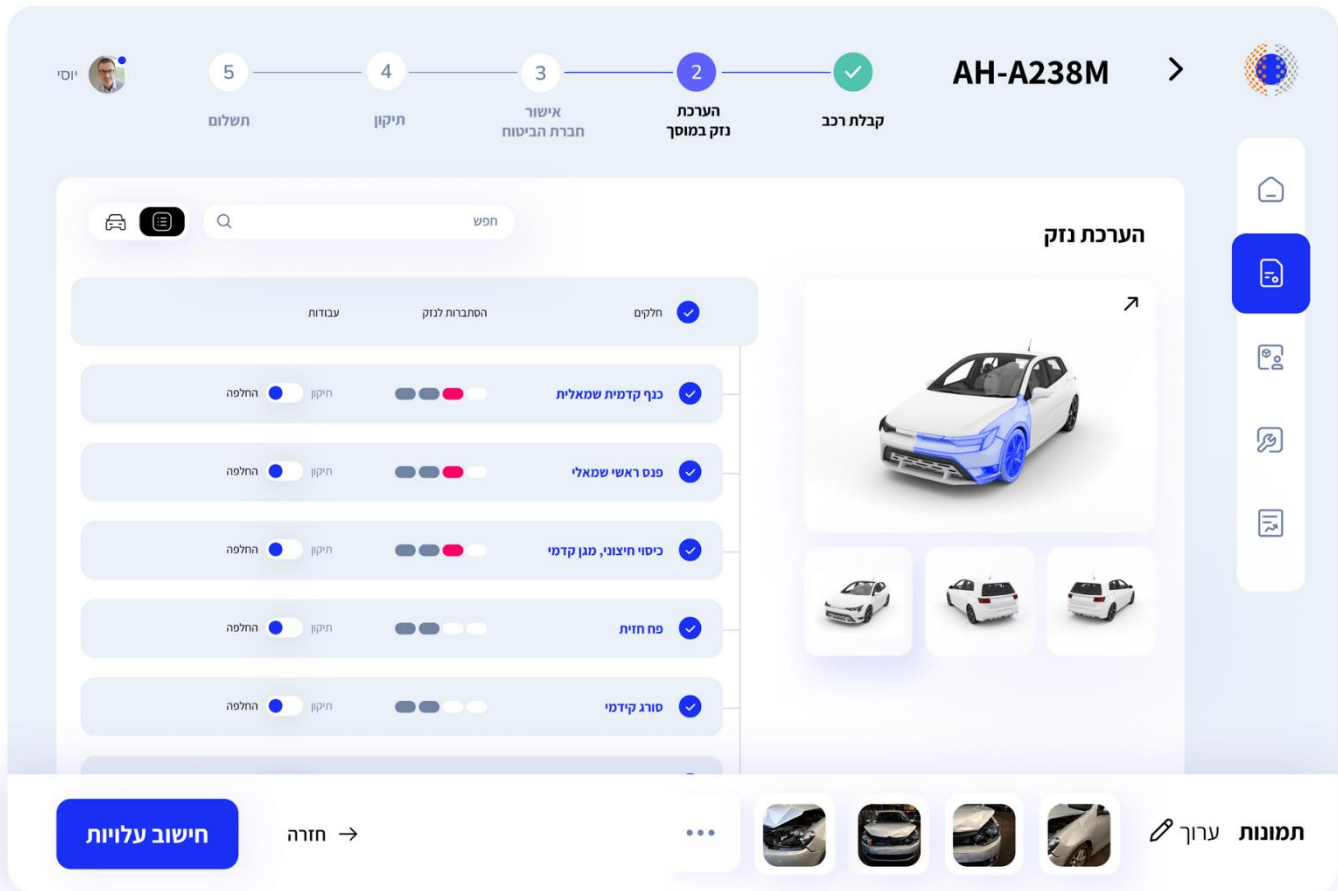 AH-A238M
קבלת רכב
2
הערכת
נזק במוסך
3
אישור
חברת הביטוח
4
תיקון
5
תשלום
יוסי
הערכת נזק
חפש
חלקים
הסתברות לנזק
עבודות
כנף קדמית שמאלית
תיקון
החלפה
פנס ראשי שמאלי
תיקון
החלפה
כיסוי חיצוני, מגן קדמי
תיקון
החלפה
פח חזית
תיקון
החלפה
סורג קידמי
תיקון
החלפה
תמונות
ערוך
חזרה
חישוב עלויות